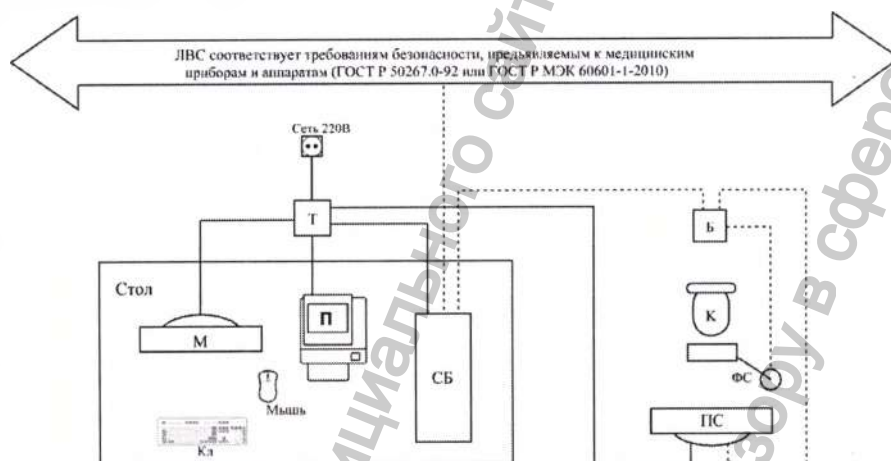 ЛВС соответствует требованиям безопасности, предъявляемым к медицинским
приборам и аппаратам (ГОСТ Р 50267.0-92 или ГОСТ Р МЭК 60601-1-2010)
Сеть 220В
Т
Б
Стол
П
К
М
СБ
ФС
Мышь
ПС
Кл